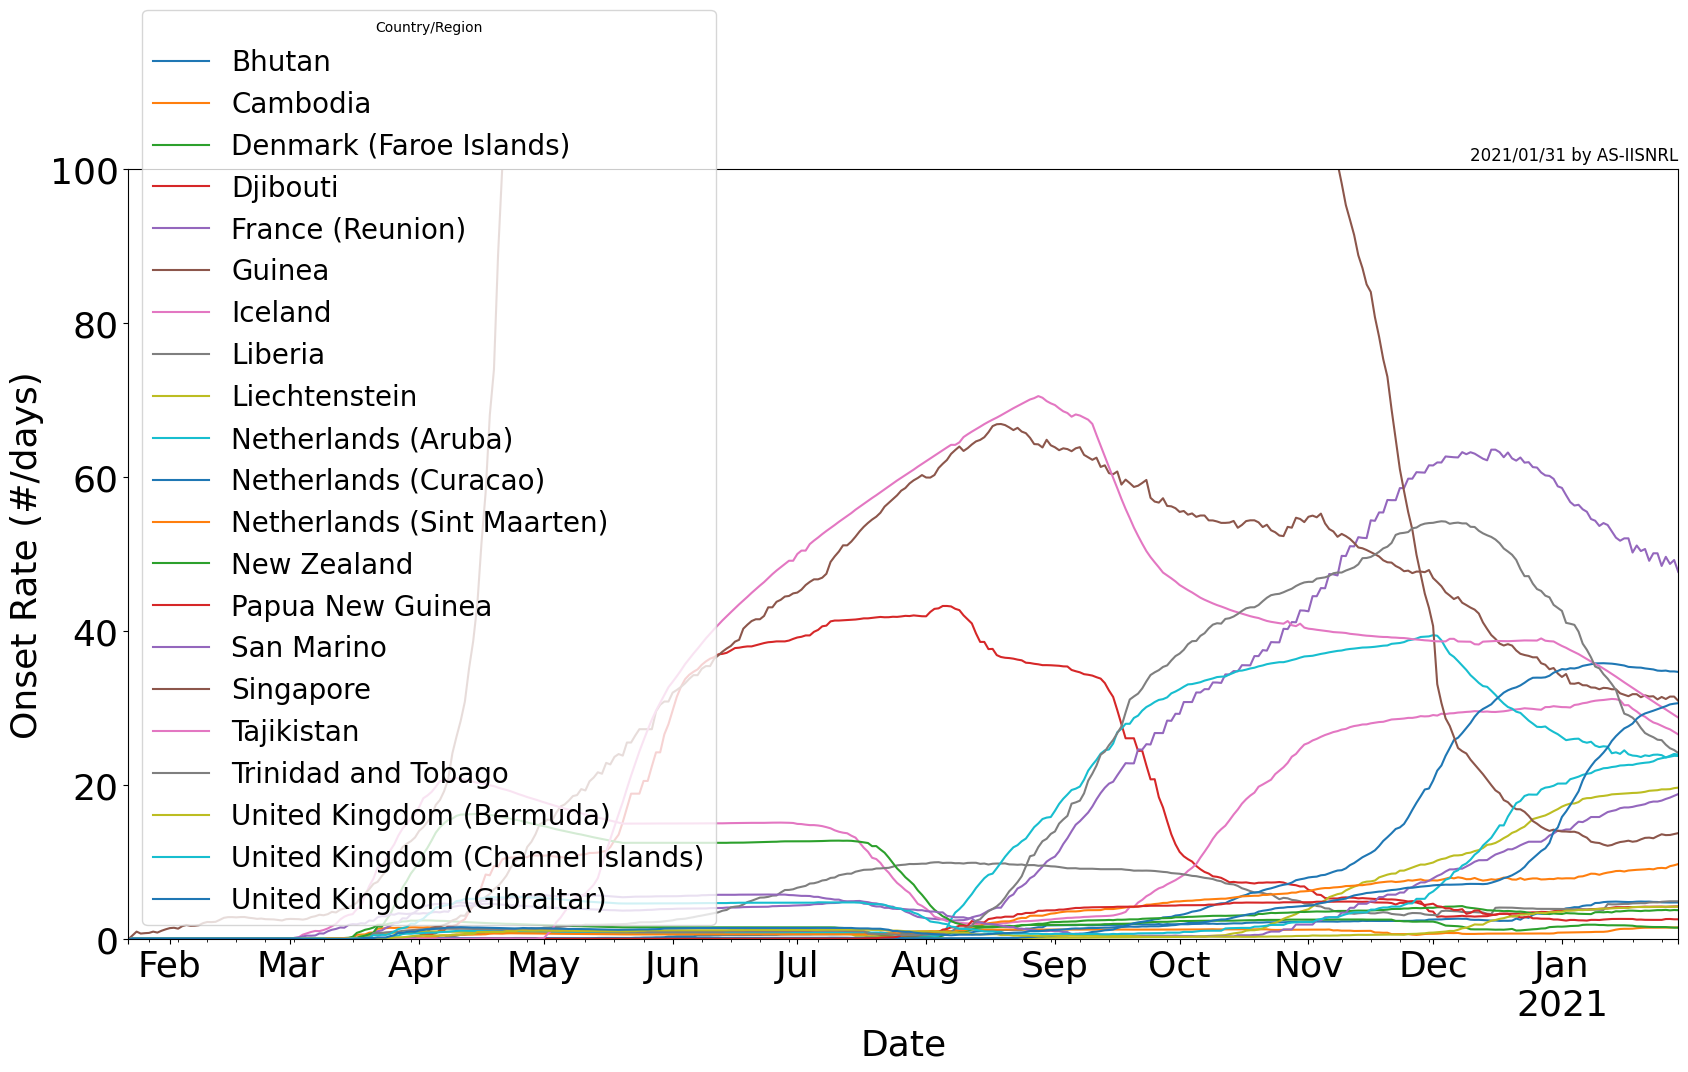 Country/Region
Bhutan
Cambodia
Denmark (Faroe Islands)
Djibouti
France (Reunion)
Guinea
Iceland
Liberia
Liechtenstein
Netherlands (Aruba)
Netherlands (Curacao)
Netherlands (Sint Maarten)
New Zealand
Papua New Guinea
San Marino
Singapore
Tajikistan
Trinidad and Tobago
United Kingdom (Bermuda)
United Kingdom (Channel Islands)
United Kingdom (Gibraltar)
2021/01/31 by AS-IISNRL
Onset Rate (#/days)
100
80
60
40
20
0
Feb Mar Apr May Jun Jul Aug Sep Oct Nov Dec Jan
2021
Date